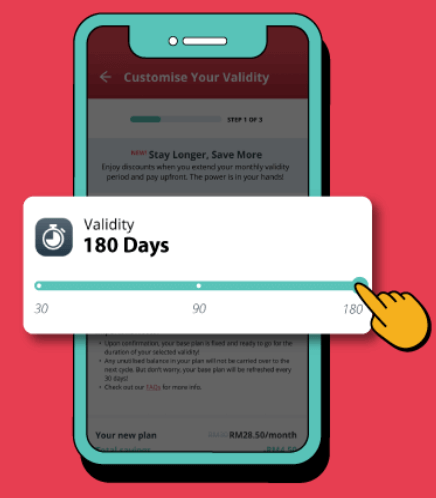 Customise Your Validity
STEP 1 OF 3
NEW! Stay Longer, Save More
Enjoy discounts when you extend your monthly validity
period and pay upfront. The power is in your hands!
Validity
180 Days
30 90 180
• Upon confirmation, your base plan is fixed and ready to go for the
duration of your selected validity!
• Any unutilised balance in your plan will not be carried over to the
next cycle. But don't worry, your base plan will be refreshed every
30 days!
• Check out our FAQs for more info.
Your new plan RM28.50/month
Total savings -RM4.50